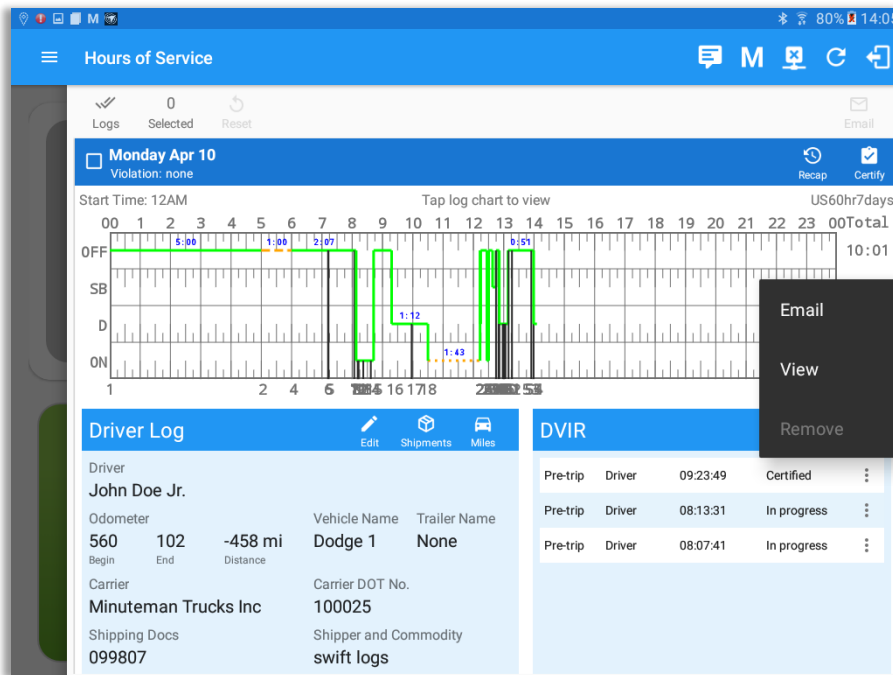 M 80% 14:05
Hours of Service M
0
Logs Selected Reset Email
Monday Apr 10
Violation: none
Recap Certify
Start Time: 12AM Tap log chart to view US60hr7days
00 1 2 3 4 5 6 7 8 9 10 11 12 13 14 15 16 17 18 19 20 21 22 23 00 Total
5:00 1:00 2:07 0:51
OFF 10:01
SB
1:12
D
1:43
ON
1 2 4 16 18
Email
View
Remove
Driver Log
Edit Shipments Miles
Driver
John Doe Jr.
Odometer Vehicle Name Trailer Name
560 102 -458 mi Dodge 1 None
Begin End Distance
Carrier Carrier DOT No.
Minuteman Trucks Inc 100025
Shipping Docs Shipper and Commodity
099807 swift logs
DVIR
Pre-trip Driver 09:23:49 Certified
Pre-trip Driver 08:13:31 In progress
Pre-trip Driver 08:07:41 In progress